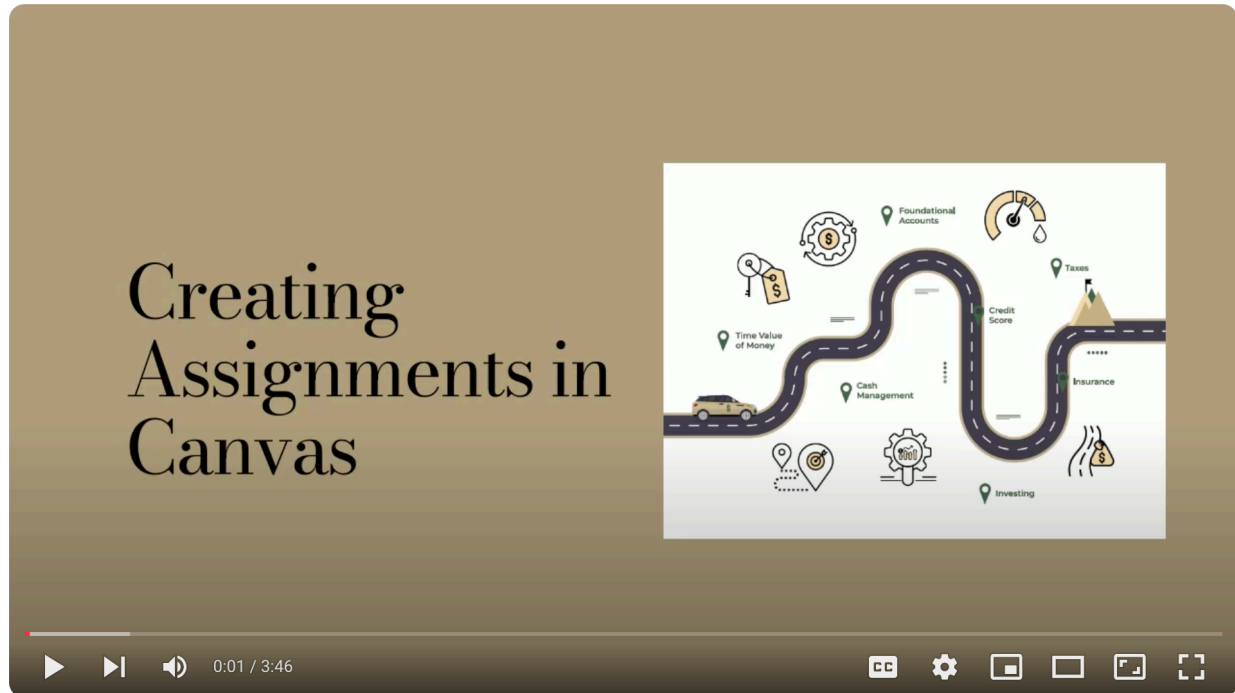 Creating
Assignments in
Canvas
Foundational
Accounts
Taxes
Credit
Score
Time Value
of Money
Cash
Management
Insurance
Investing
$
$
$
$
0:01 / 3:46
CC